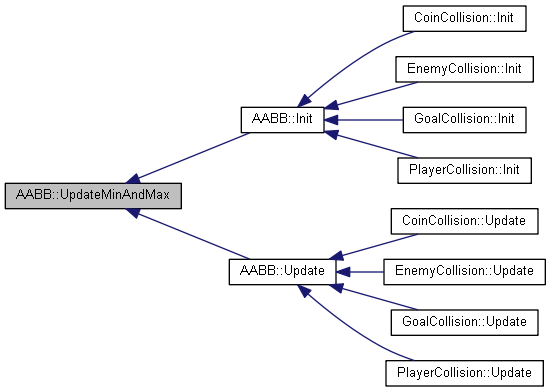 CoinCollision::Init
EnemyCollision::Init
AABB::Init
GoalCollision::Init
PlayerCollision::Init
AABB::UpdateMinAndMax
CoinCollision::Update
AABB::Update
EnemyCollision::Update
GoalCollision::Update
PlayerCollision::Update